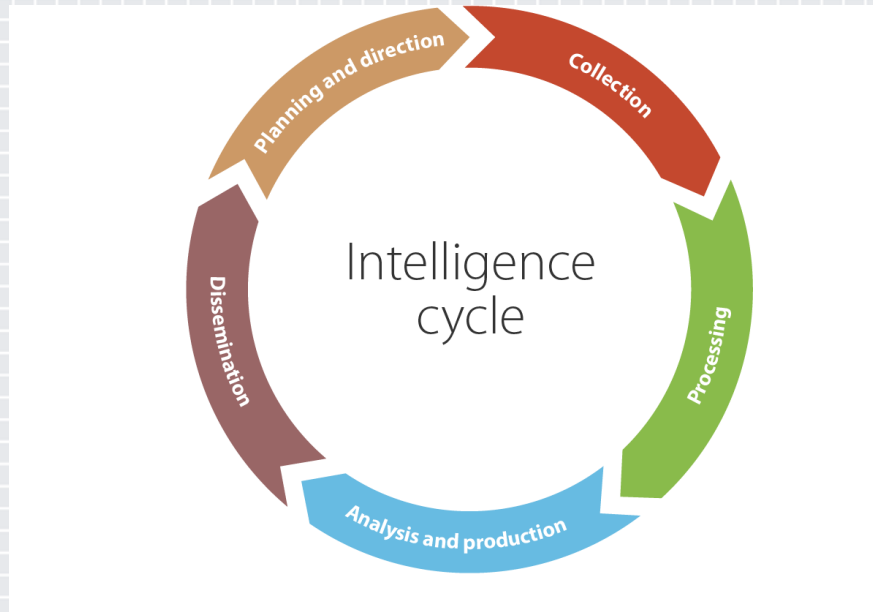 Intelligence
cycle
Planning and direction
Collection
Processing
Analysis and production
Dissemination